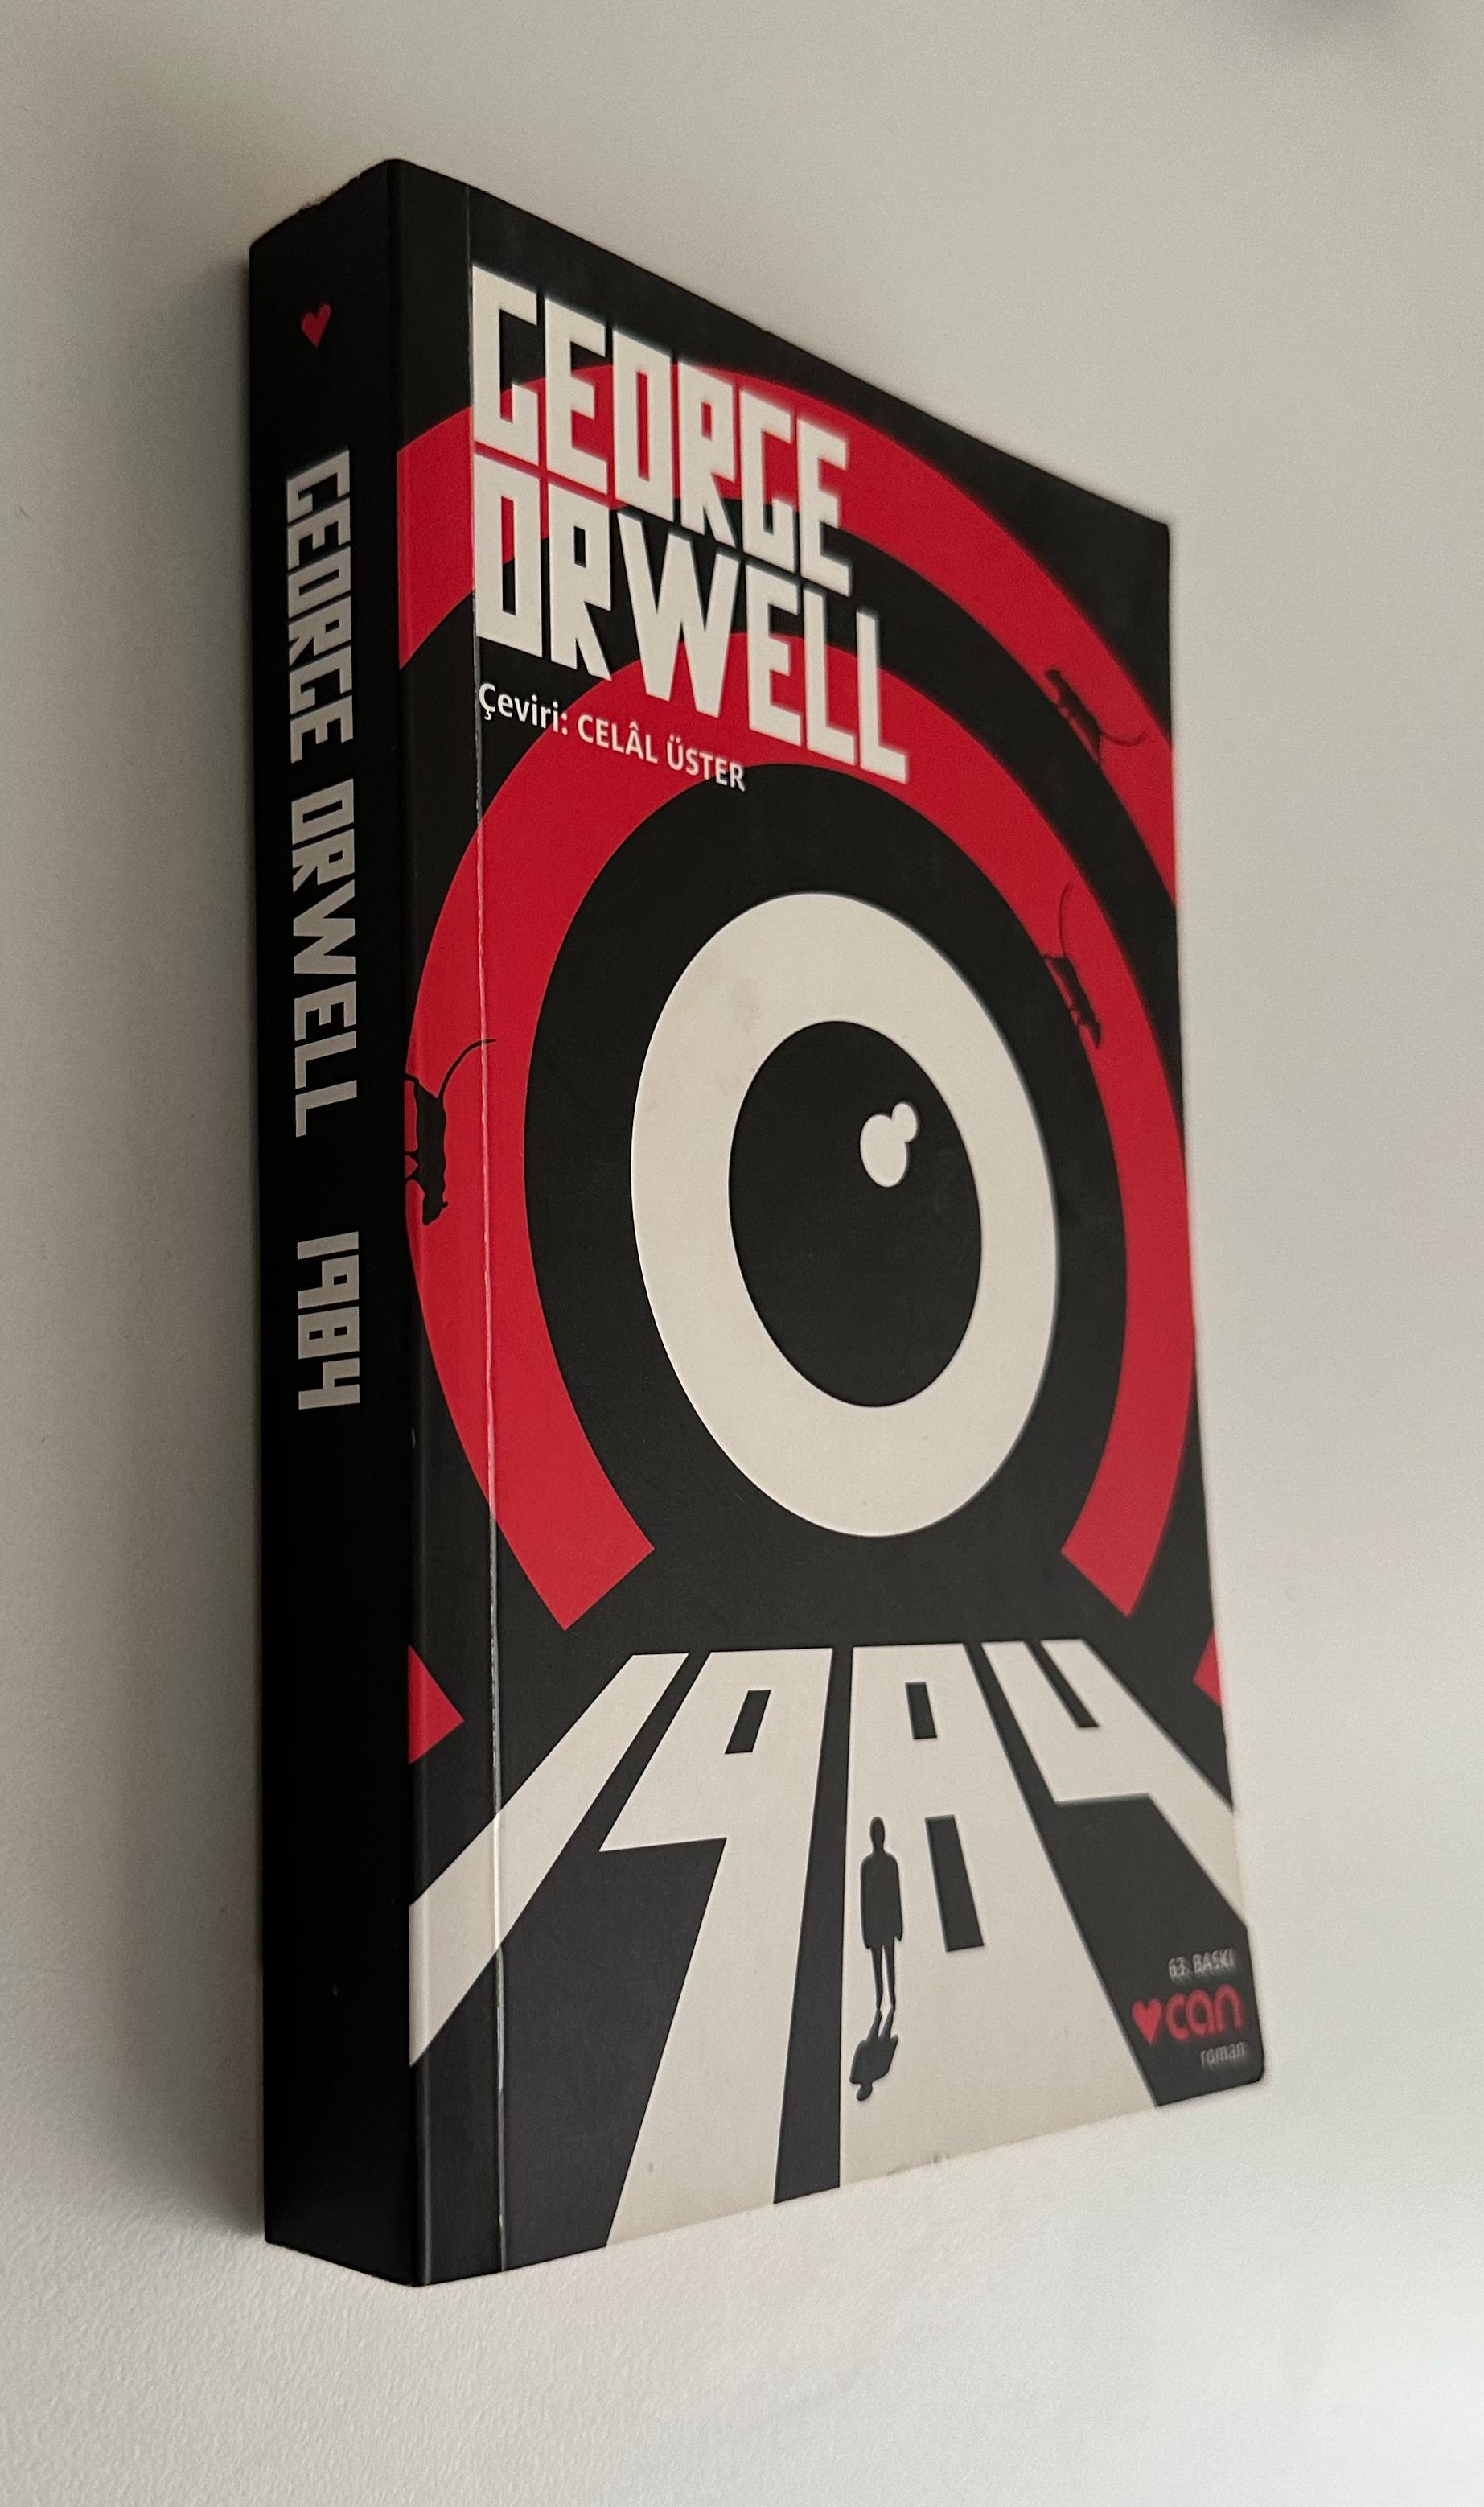 GEORGE ORWELL 1984
GEORGE
ORWELL
Çeviri: CELÂL ÜSTER
1984
63. BASKI
can
roman